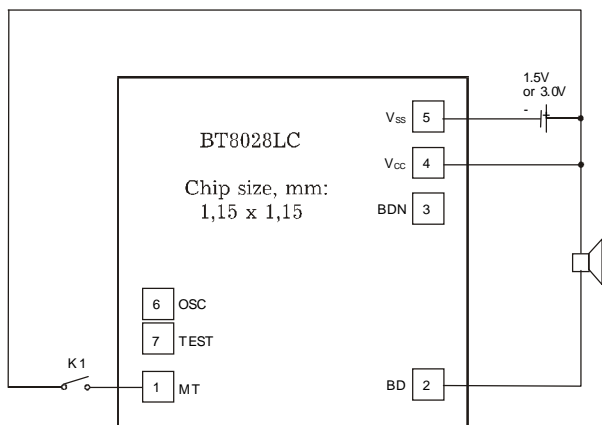 1.5V
or 3.0V
- +
VSS 5
BT8028LC
VCC 4
Chip size, mm:
1,15 x 1,15
BDN 3
6 OSC
7 TEST
K1
1 MT
BD 2